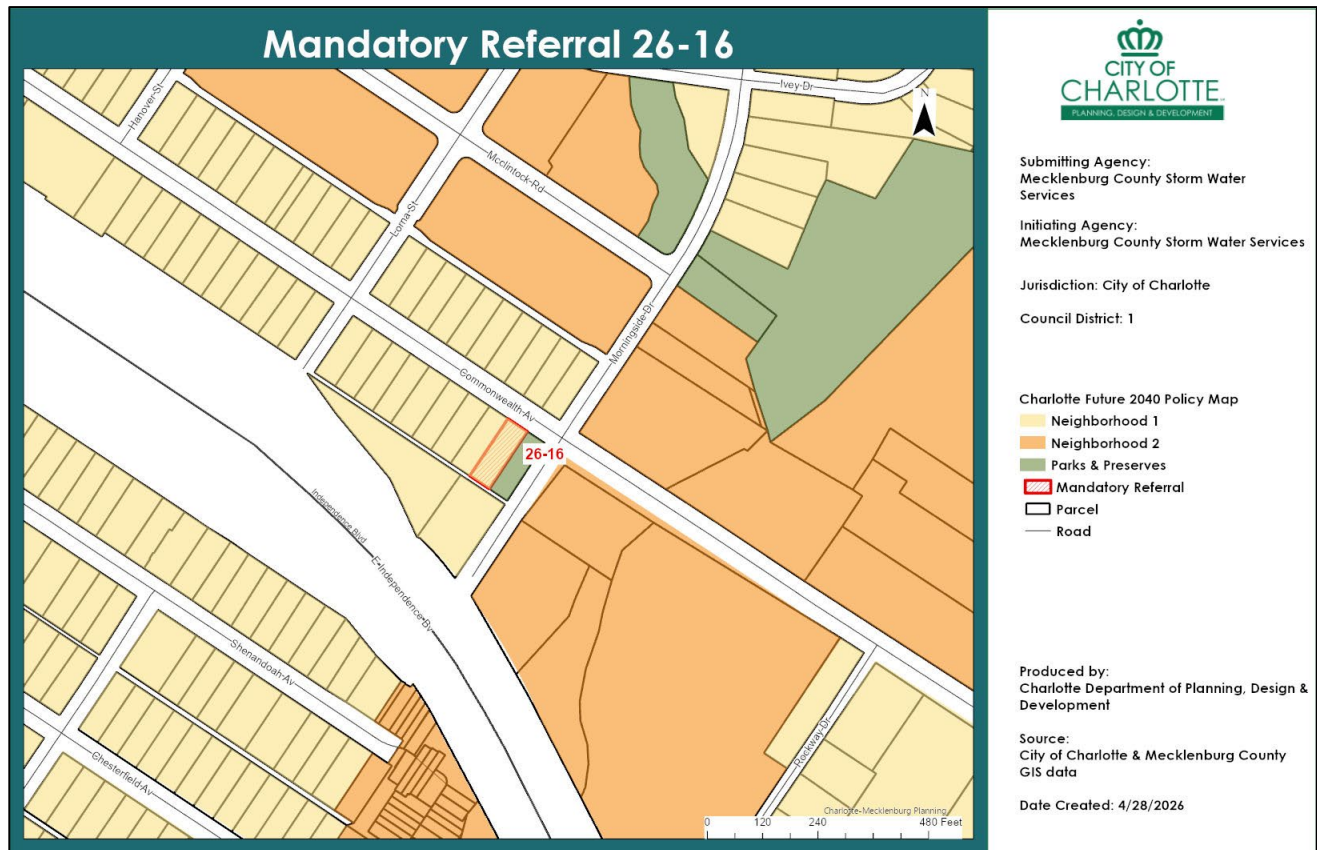 Mandatory Referral 26-16
Ivey-Dr
N
Hanover-St
Mcclintock-Rd
Lorna-St
Morningside-Dr
Commonwealth-Av
26-16
Independence Blvd
E-Independence-Bv
Shenandoah-Av
Chesterfield-Av
Rockway-Dr
Charlotte-Mecklenburg Planning
0 120 240 480 Feet
CITY OF
CHARLOTTE
PLANNING, DESIGN & DEVELOPMENT
Submitting Agency:
Mecklenburg County Storm Water
Services
Initiating Agency:
Mecklenburg County Storm Water Services
Jurisdiction: City of Charlotte
Council District: 1
Charlotte Future 2040 Policy Map
Neighborhood 1
Neighborhood 2
Parks & Preserves
Mandatory Referral
Parcel
Road
Produced by:
Charlotte Department of Planning, Design &
Development
Source:
City of Charlotte & Mecklenburg County
GIS data
Date Created: 4/28/2026